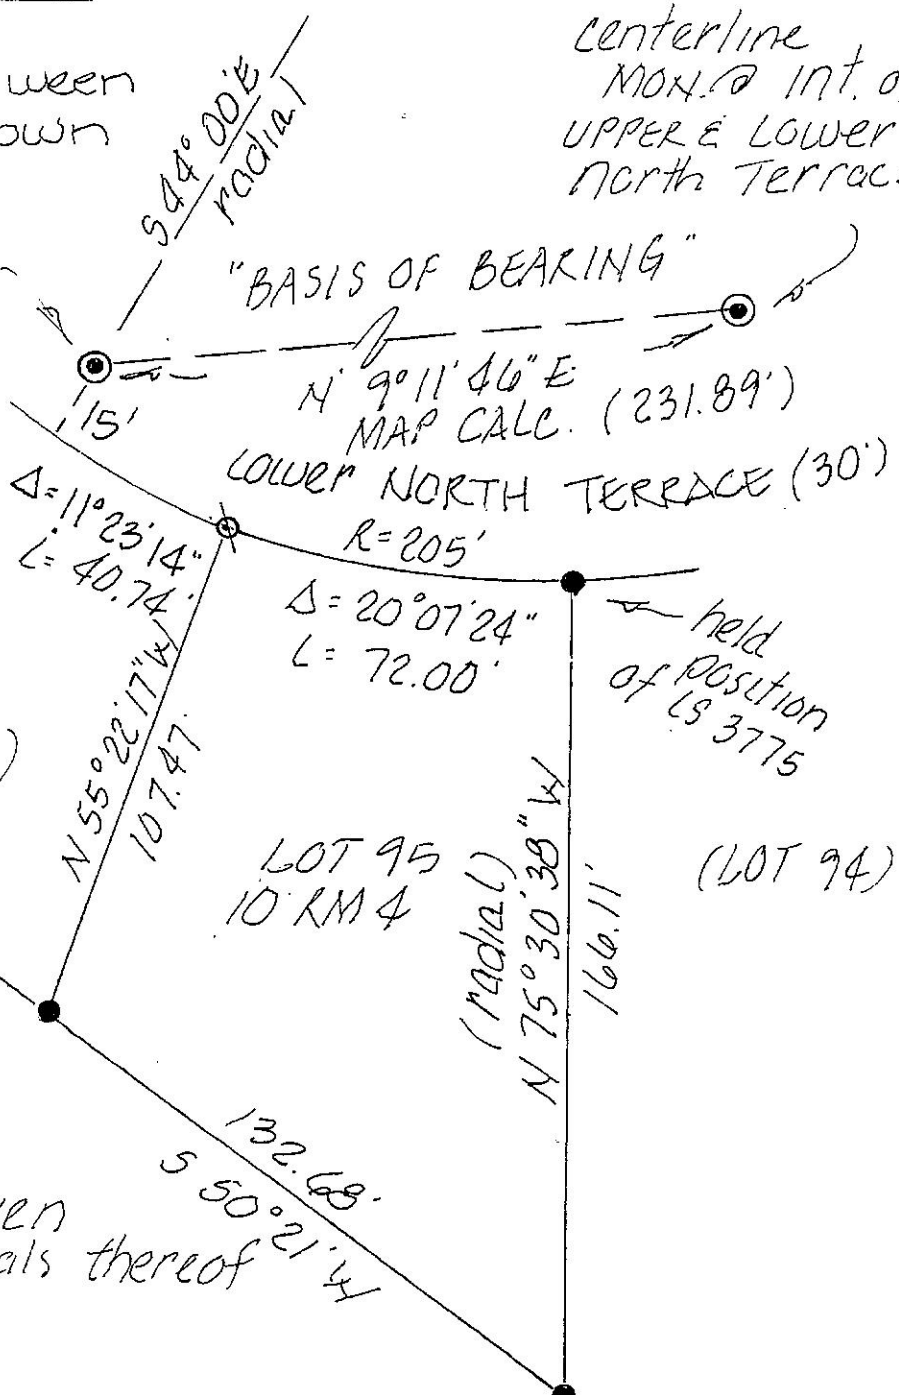 ween
own
S 44° 00' E
radial
centerline
MON. @ Int. o
UPPER & Lower
North Terrac
"BASIS OF BEARING"
N 9° 11' 46" E
MAP CALC. (231.89')
15'
Lower NORTH TERRACE (30')
Δ = 11° 23' 14"
L = 40.74'
R = 205'
Δ = 20° 07' 24"
L = 72.00'
held
position
of LS 3775
N 55° 22' 17" W
107.47'
LOT 95
10 RM 4
(radial)
N 75° 30' 38" W
166.11'
(LOT 94)
132.68'
S 50° 21' W
en
als thereof